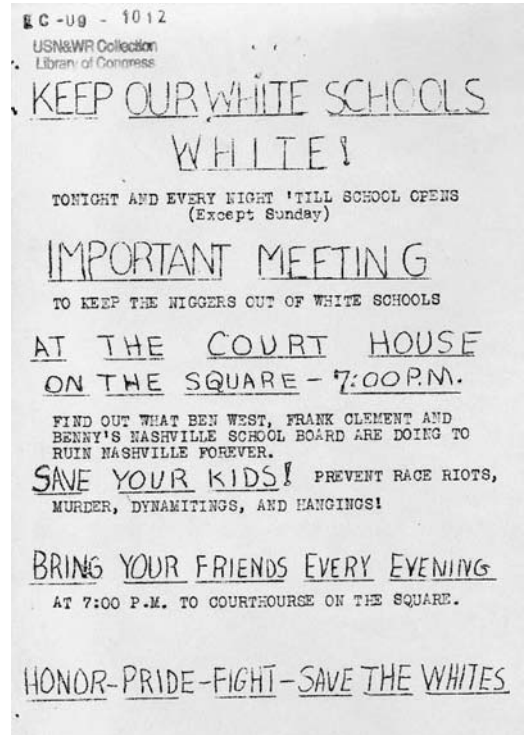 EC-Ug - 1012
USN&WR Collection
Library of Congress
KEEP OUR WHITE SCHOOLS
WHITE!
TONIGHT AND EVERY NIGHT 'TILL SCHOOL OPENS
(Except Sunday)
IMPORTANT MEETING
TO KEEP THE NIGGERS OUT OF WHITE SCHOOLS
AT THE COURT HOUSE
ON THE SQUARE - 7:00 P.M.
FIND OUT WHAT BEN WEST, FRANK CLEMENT AND
BENNY'S NASHVILLE SCHOOL BOARD ARE DOING TO
RUIN NASHVILLE FOREVER.
SAVE YOUR KIDS! PREVENT RACE RIOTS,
MURDER, DYNAMITINGS, AND HANGINGS!
BRING YOUR FRIENDS EVERY EVENING
AT 7:00 P.M. TO COURTHOURSE ON THE SQUARE.
HONOR-PRIDE-FIGHT-SAVE THE WHITES